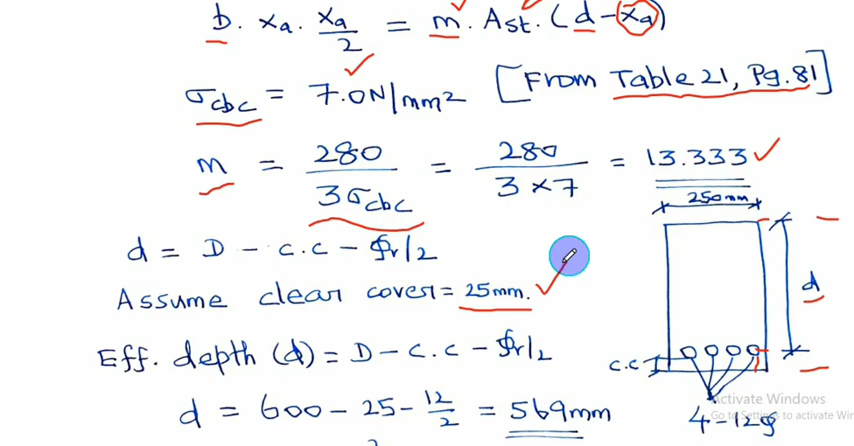 b. xa. xa/2 = m. Ast. (d-xa)
σcbc = 7.0N/mm2 [From Table 21, Pg.81]
m = 280/3σcbc = 280/3×7 = 13.333
250mm
d = D - c.c - φr/2
Assume clear cover = 25mm.
d
Eff. depth (d) = D - c.c - φr/2
c.c
d = 600 - 25 - 12/2 = 569mm
4-12φ
Activate Windows
Go to Settings to activate Win